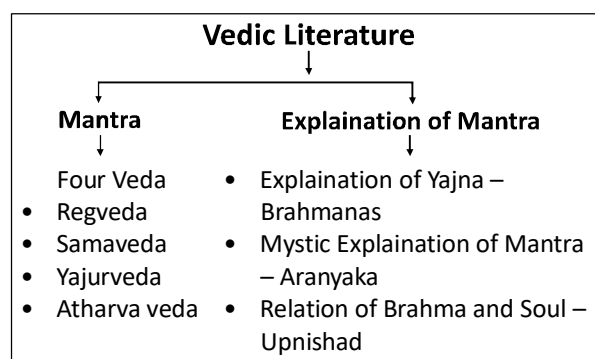 Vedic Literature
Mantra
Four Veda
• Regveda
• Samaveda
• Yajurveda
• Atharva veda
Explaination of Mantra
• Explaination of Yajna –
Brahmanas
• Mystic Explaination of Mantra
– Aranyaka
• Relation of Brahma and Soul –
Upnishad